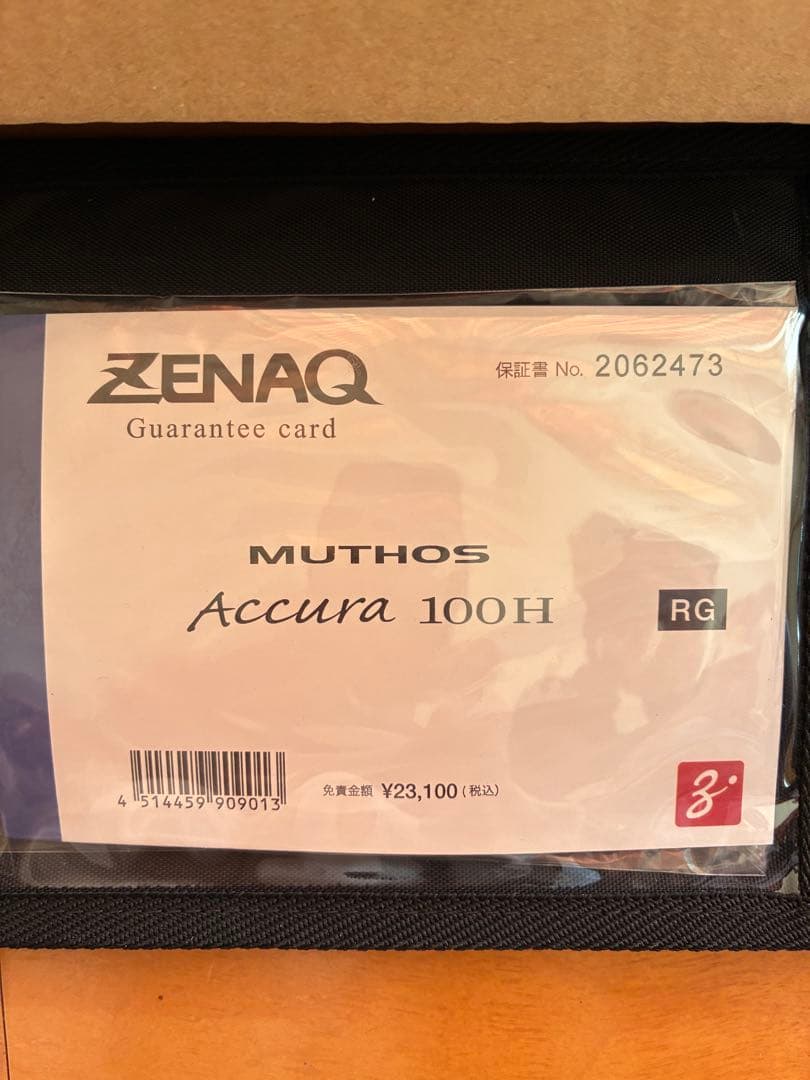 ZENAQ
Guarantee card
保証書 No. 2062473
MUTHOS
Accura 100H
RG
4 514459 909013
免責金額 ¥23,100 (税込)